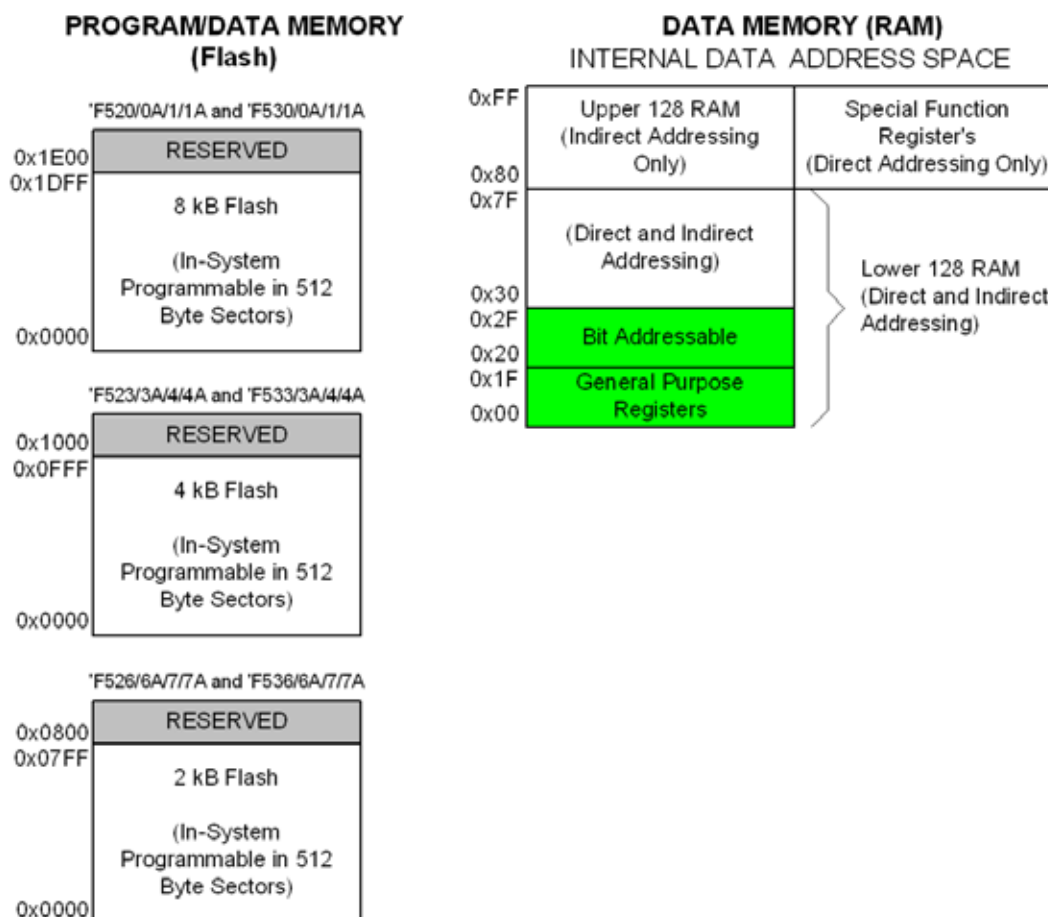 PROGRAM/DATA MEMORY
(Flash)
'F520/0A/1/1A and 'F530/0A/1/1A
RESERVED
0x1E00
0x1DFF
8 kB Flash
(In-System
Programmable in 512
Byte Sectors)
0x0000
'F523/3A/4/4A and 'F533/3A/4/4A
RESERVED
0x1000
0x0FFF
4 kB Flash
(In-System
Programmable in 512
Byte Sectors)
0x0000
'F526/6A/7/7A and 'F536/6A/7/7A
RESERVED
0x0800
0x07FF
2 kB Flash
(In-System
Programmable in 512
Byte Sectors)
0x0000
DATA MEMORY (RAM)
INTERNAL DATA ADDRESS SPACE
0xFF
Upper 128 RAM
(Indirect Addressing
Only)
0x80
Special Function
Register's
(Direct Addressing Only)
0x7F
(Direct and Indirect
Addressing)
0x30
Lower 128 RAM
(Direct and Indirect
Addressing)
0x2F
Bit Addressable
0x20
0x1F
General Purpose
Registers
0x00